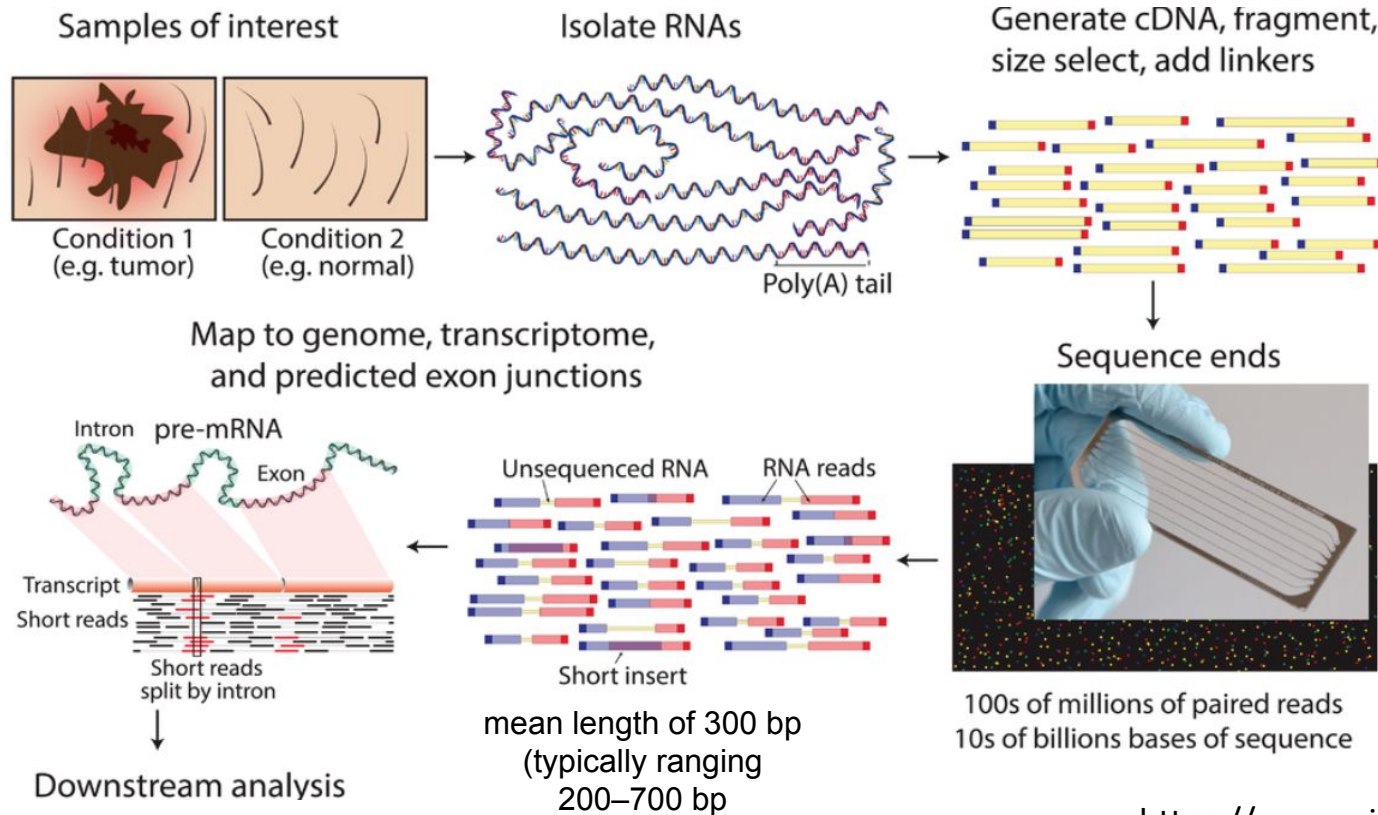 Samples of interest
Condition 1
(e.g. tumor)
Condition 2
(e.g. normal)
Isolate RNAs
Poly(A) tail
Generate cDNA, fragment,
size select, add linkers
Sequence ends
100s of millions of paired reads
10s of billions bases of sequence
Unsequenced RNA
RNA reads
Short insert
mean length of 300 bp
(typically ranging
200–700 bp
Map to genome, transcriptome,
and predicted exon junctions
Intron
pre-mRNA
Exon
Transcript
Short reads
Short reads
split by intron
Downstream analysis